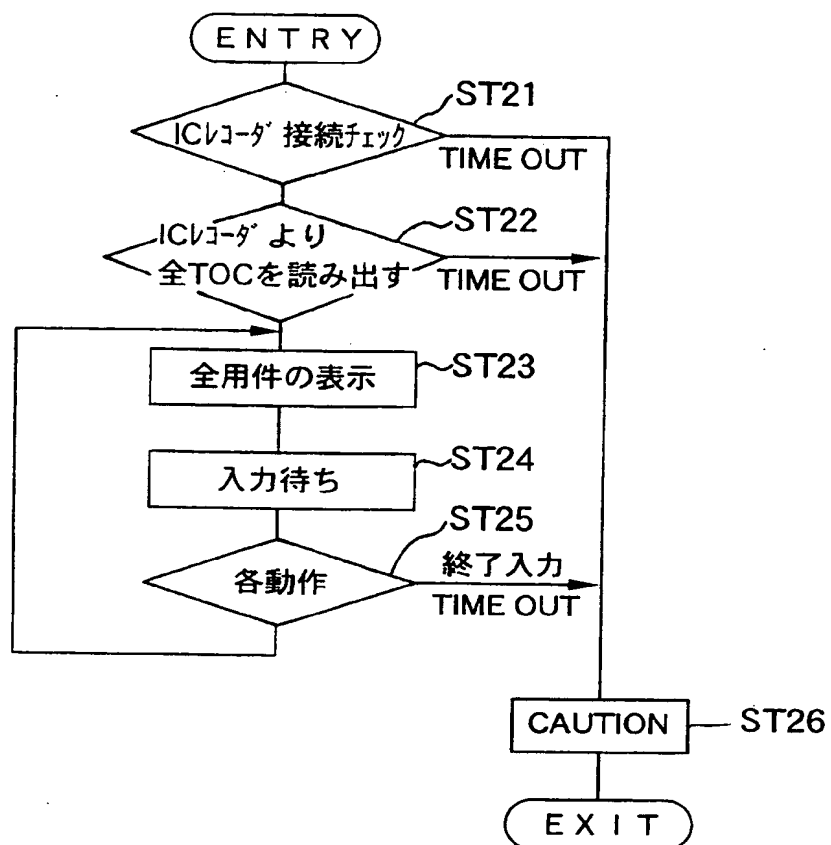 ENTRY
ST21
ICﾚｺｰﾀﾞ接続チェック
TIME OUT
ST22
ICﾚｺｰﾀﾞより
全TOCを読み出す
TIME OUT
全用件の表示
ST23
入力待ち
ST24
ST25
各動作
終了入力
TIME OUT
CAUTION
ST26
EXIT